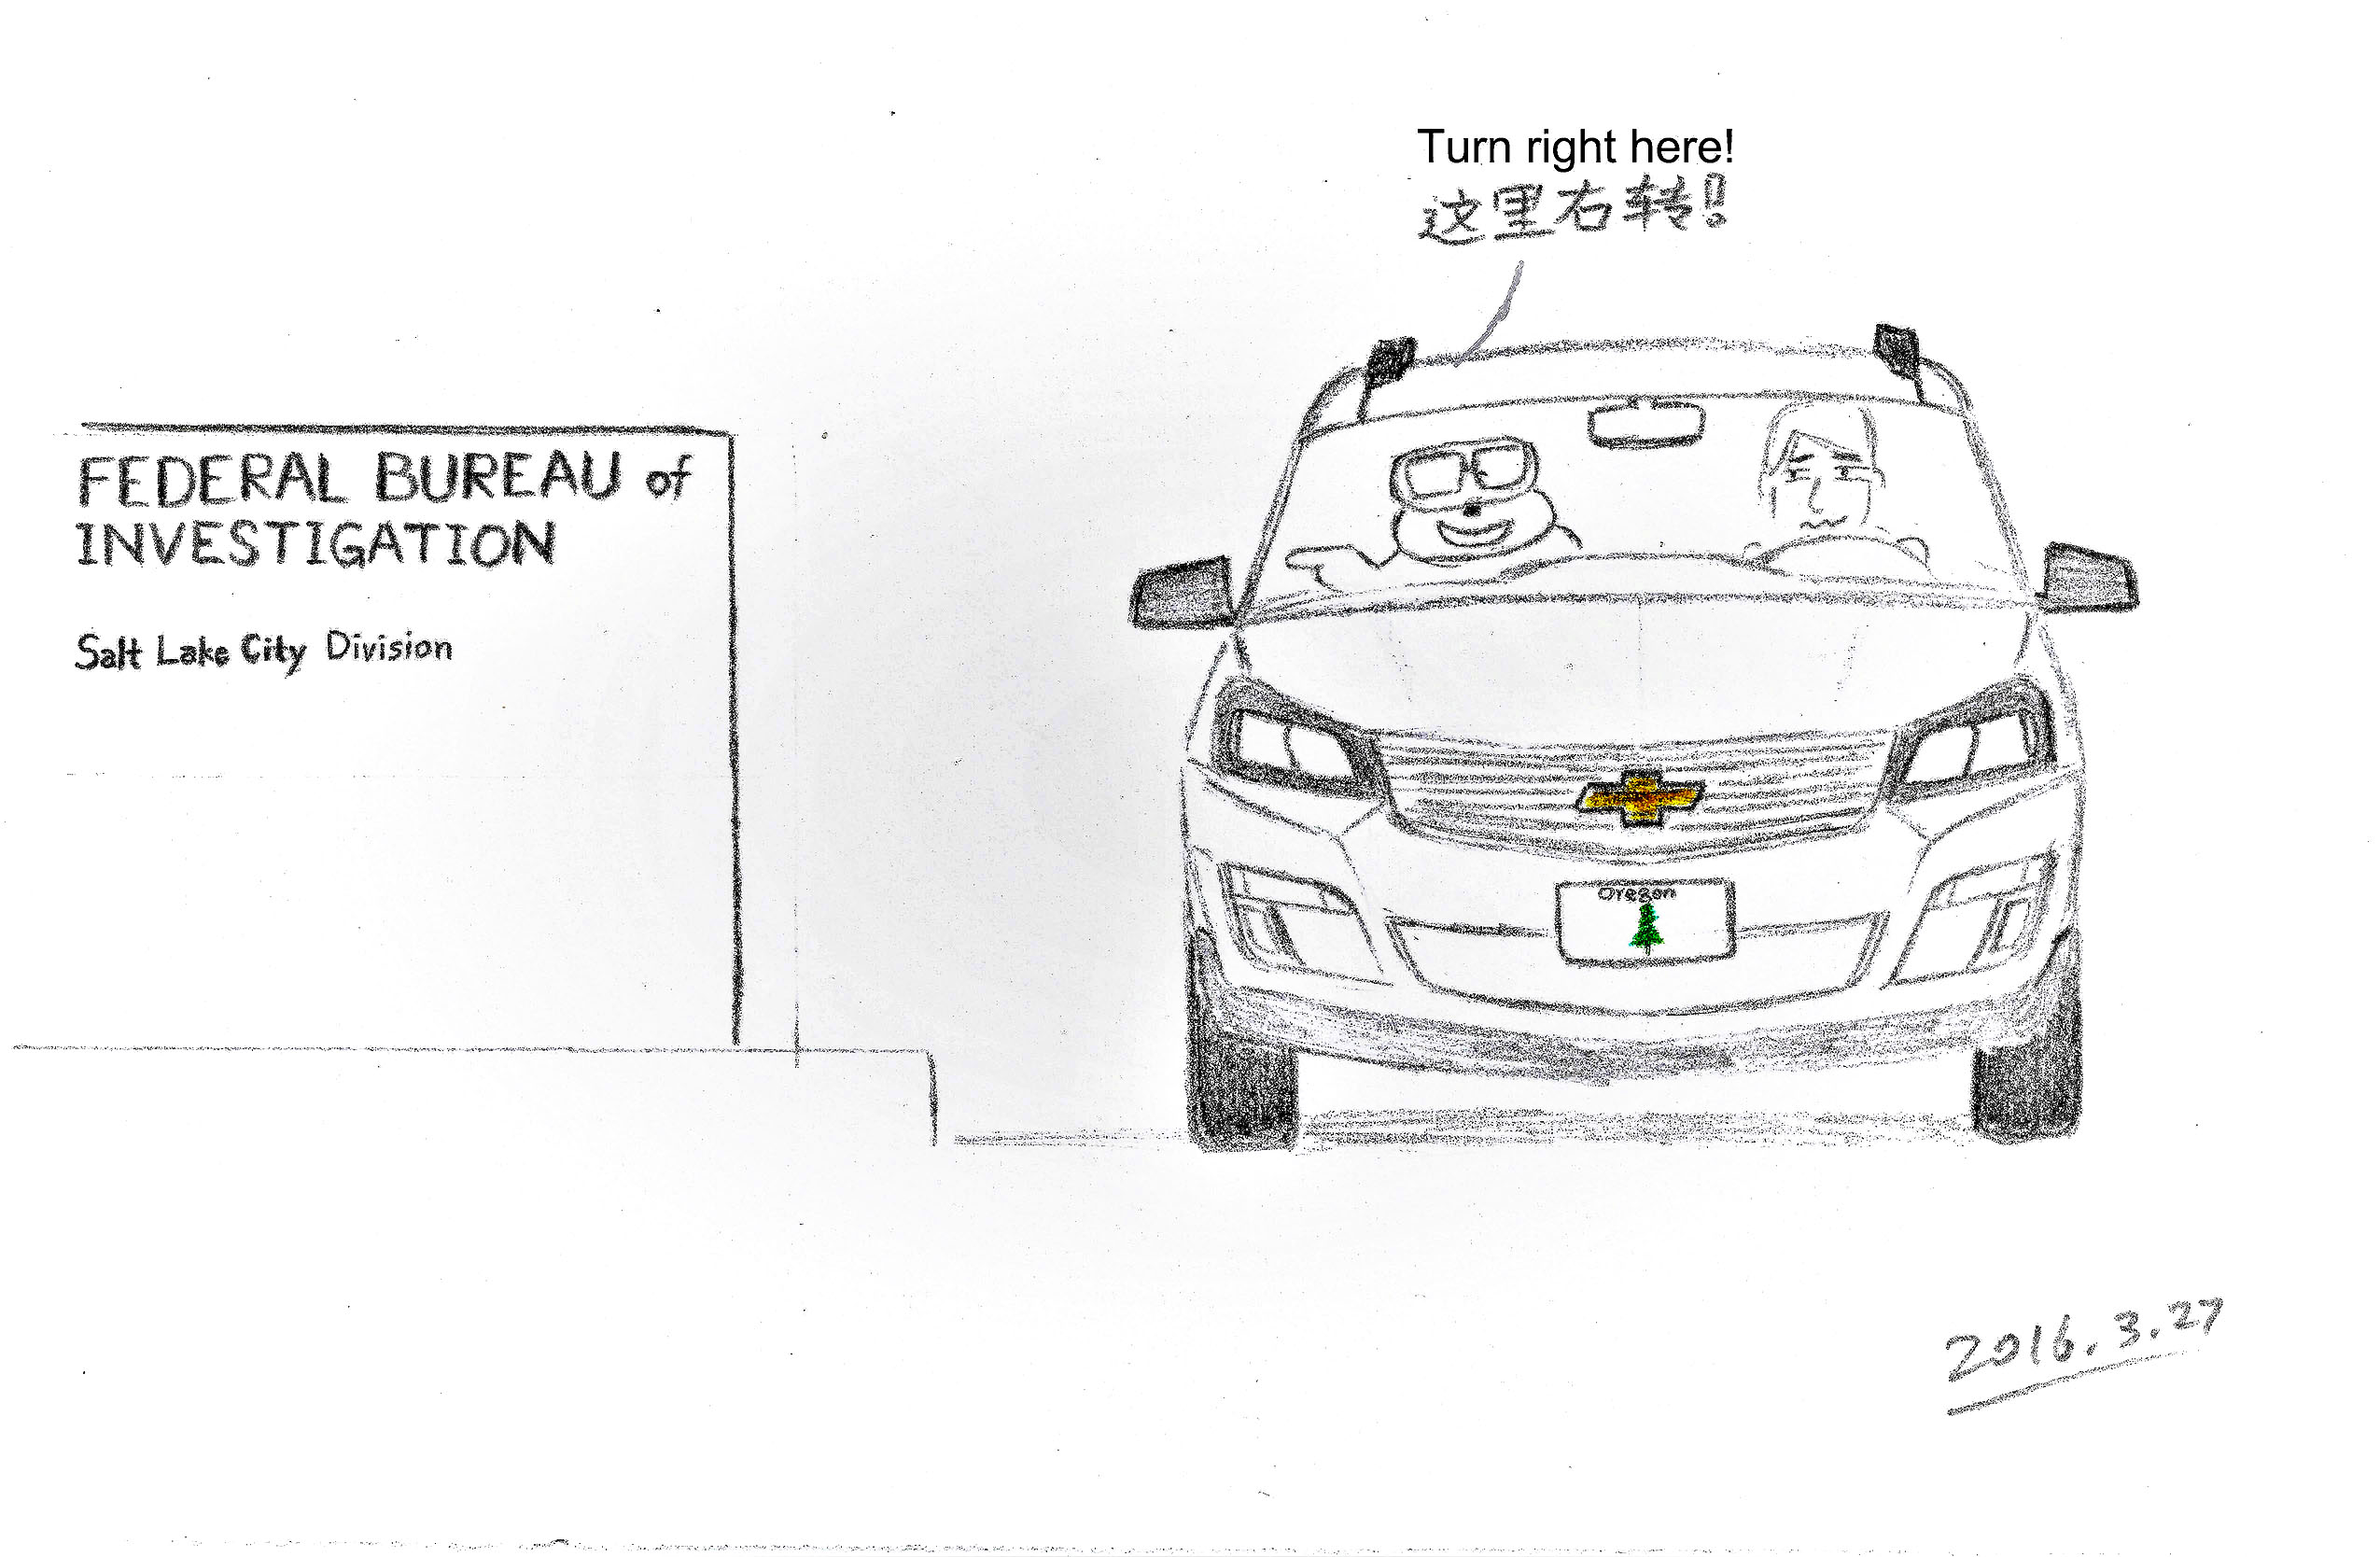 Turn right here!
这里右转!!
FEDERAL BUREAU of
INVESTIGATION
Salt Lake City Division
Oregon
2016.3.27